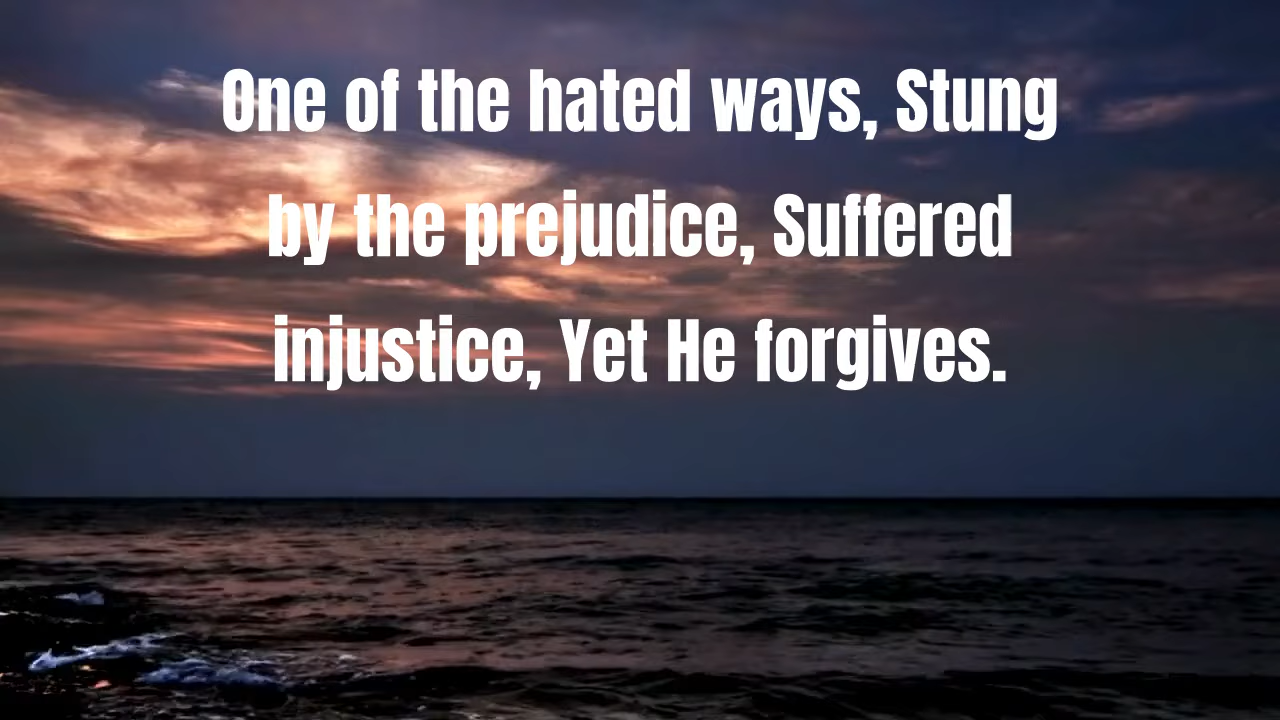 One of the hated ways, Stung
by the prejudice, Suffered
injustice, Yet He forgives.